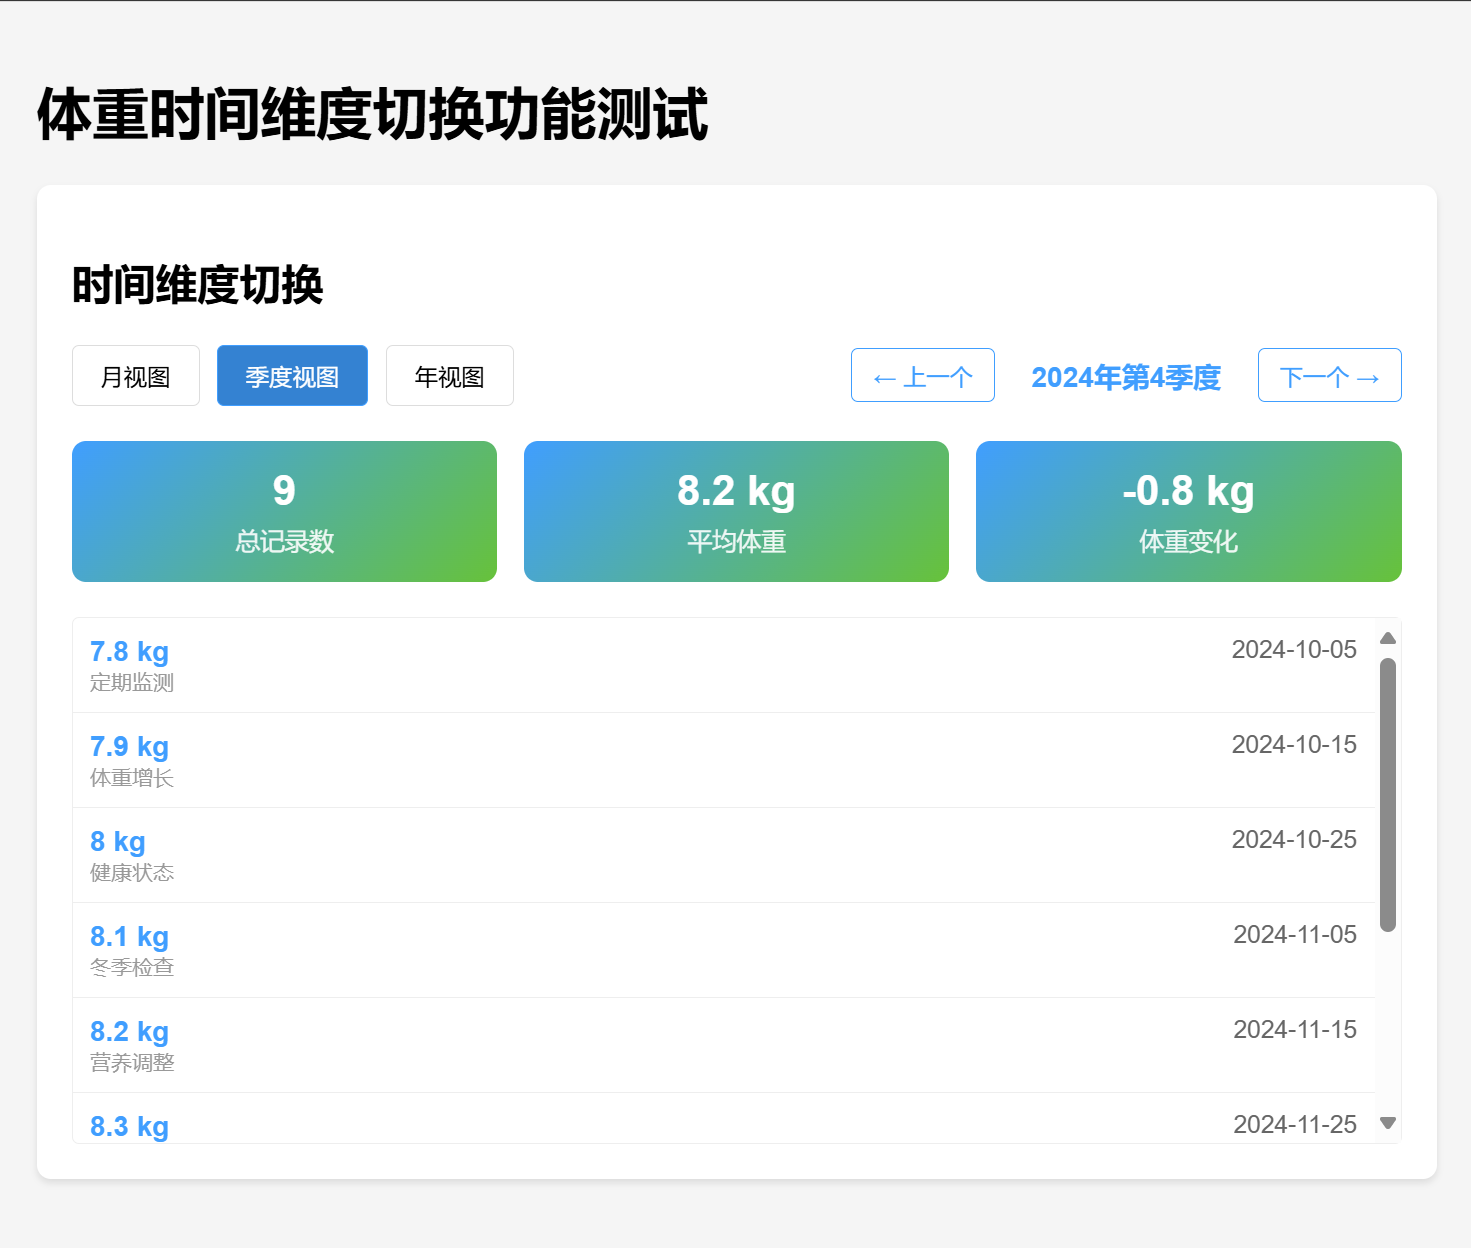 体重时间维度切换功能测试
时间维度切换
月视图 季度视图 年视图 ← 上一个 2024年第4季度 下一个 →
9 8.2 kg -0.8 kg
总记录数 平均体重 体重变化
7.8 kg 2024-10-05
定期监测
7.9 kg 2024-10-15
体重增长
8 kg 2024-10-25
健康状态
8.1 kg 2024-11-05
冬季检查
8.2 kg 2024-11-15
营养调整
8.3 kg 2024-11-25